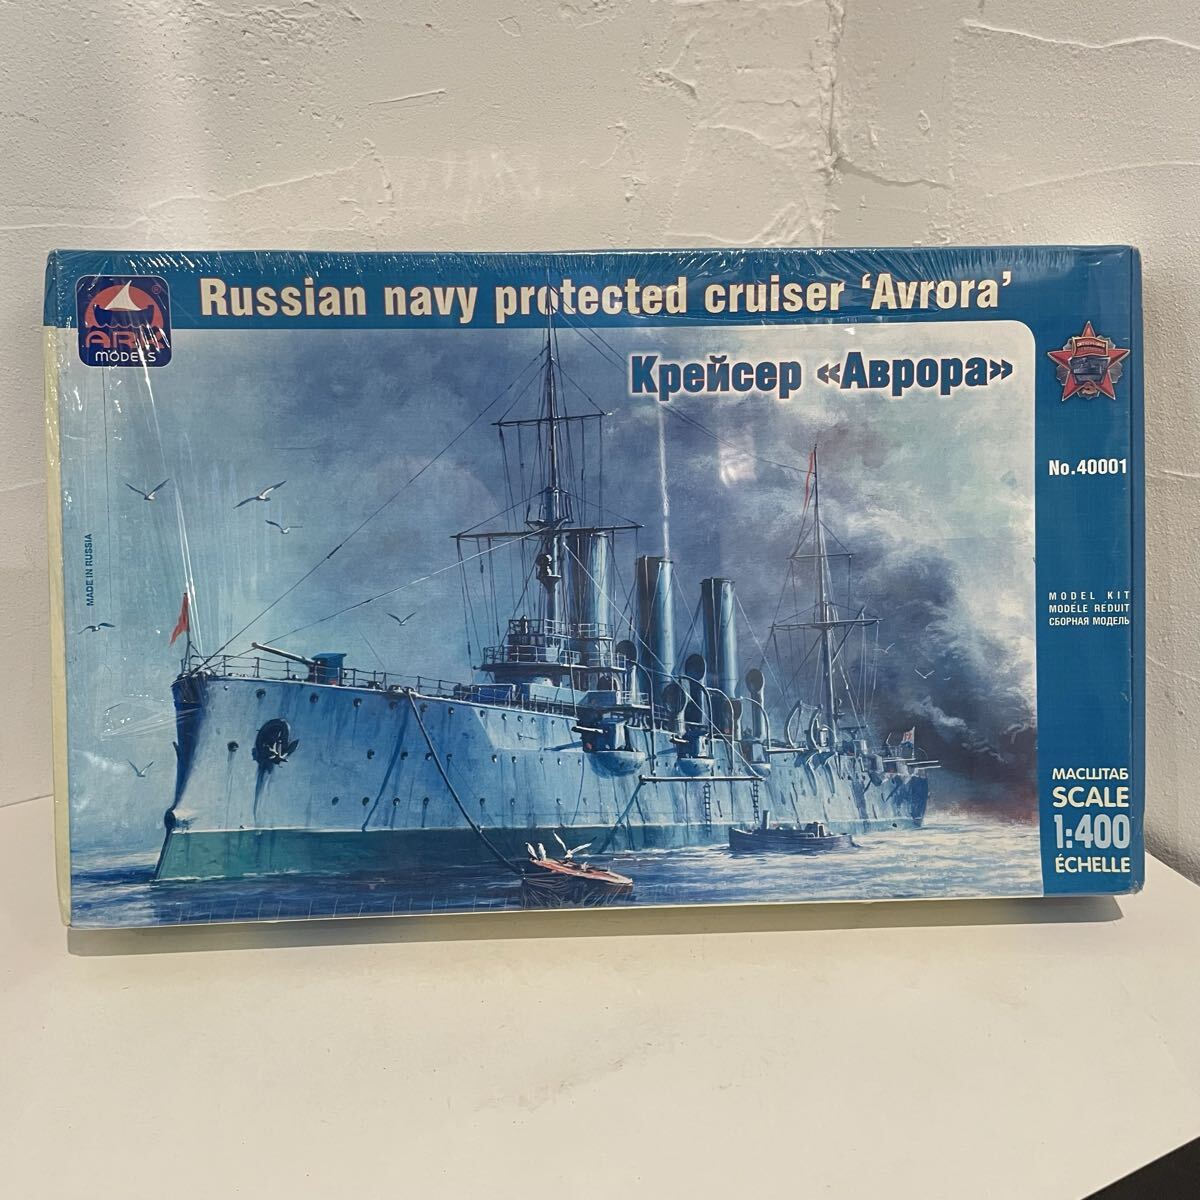 ARK
MODELS
®
Russian navy protected cruiser ‘Avrora’
Крейсер «Аврора»
No.40001
MADE IN RUSSIA
MODEL KIT
MODÈLE RÉDUIT
СБОРНАЯ МОДЕЛЬ
МАСШТАБ
SCALE
1:400
ÉCHELLE